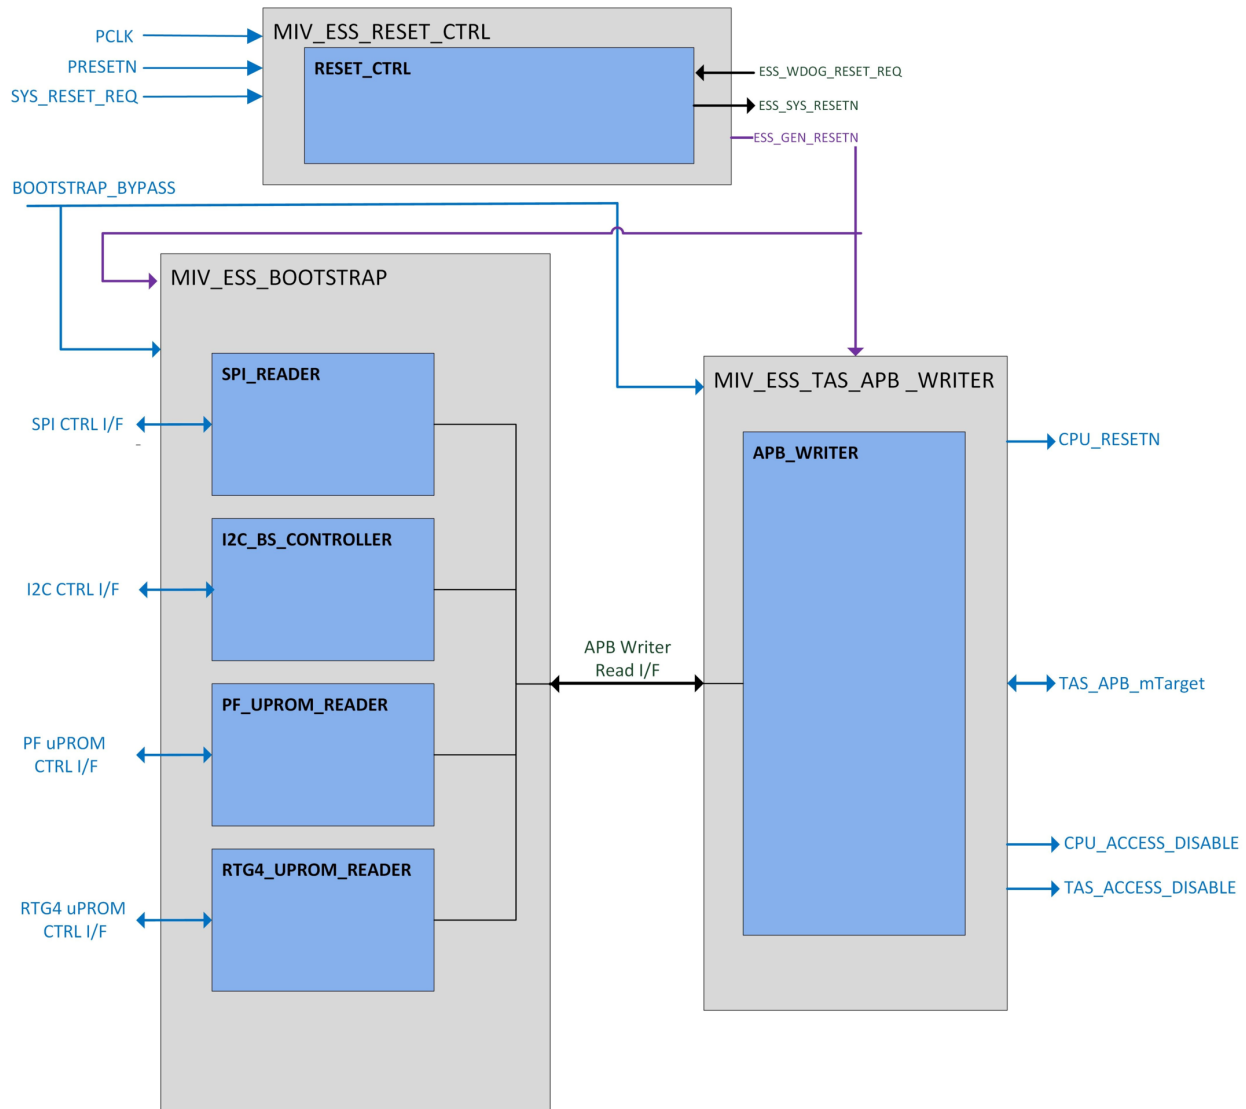 PCLK
PRESETN
SYS_RESET_REQ
MIV_ESS_RESET_CTRL
RESET_CTRL
ESS_WDOG_RESET_REQ
ESS_SYS_RESETN
ESS_GEN_RESETN
BOOTSTRAP_BYPASS
MIV_ESS_BOOTSTRAP
SPI_READER
SPI CTRL I/F
I2C_BS_CONTROLLER
I2C CTRL I/F
PF_UPROM_READER
PF uPROM
CTRL I/F
RTG4_UPROM_READER
RTG4 uPROM
CTRL I/F
APB Writer
Read I/F
MIV_ESS_TAS_APB _WRITER
APB_WRITER
CPU_RESETN
TAS_APB_mTarget
CPU_ACCESS_DISABLE
TAS_ACCESS_DISABLE